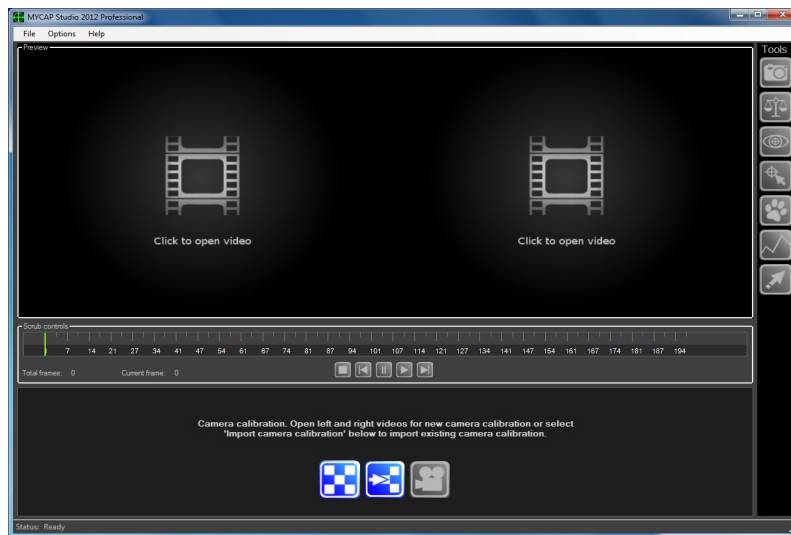 MYCAP Studio 2012 Professional
File Options Help
Preview
Tools
Click to open video
Click to open video
Scrub controls
7 14 21 27 34 41 47 54 61 67 74 81 87 94 101 107 114 121 127 134 141 147 154 161 167 174 181 187 194
Total frames: 0 Current frame: 0
Camera calibration. Open left and right videos for new camera calibration or select
'Import camera calibration' below to import existing camera calibration.
Status: Ready